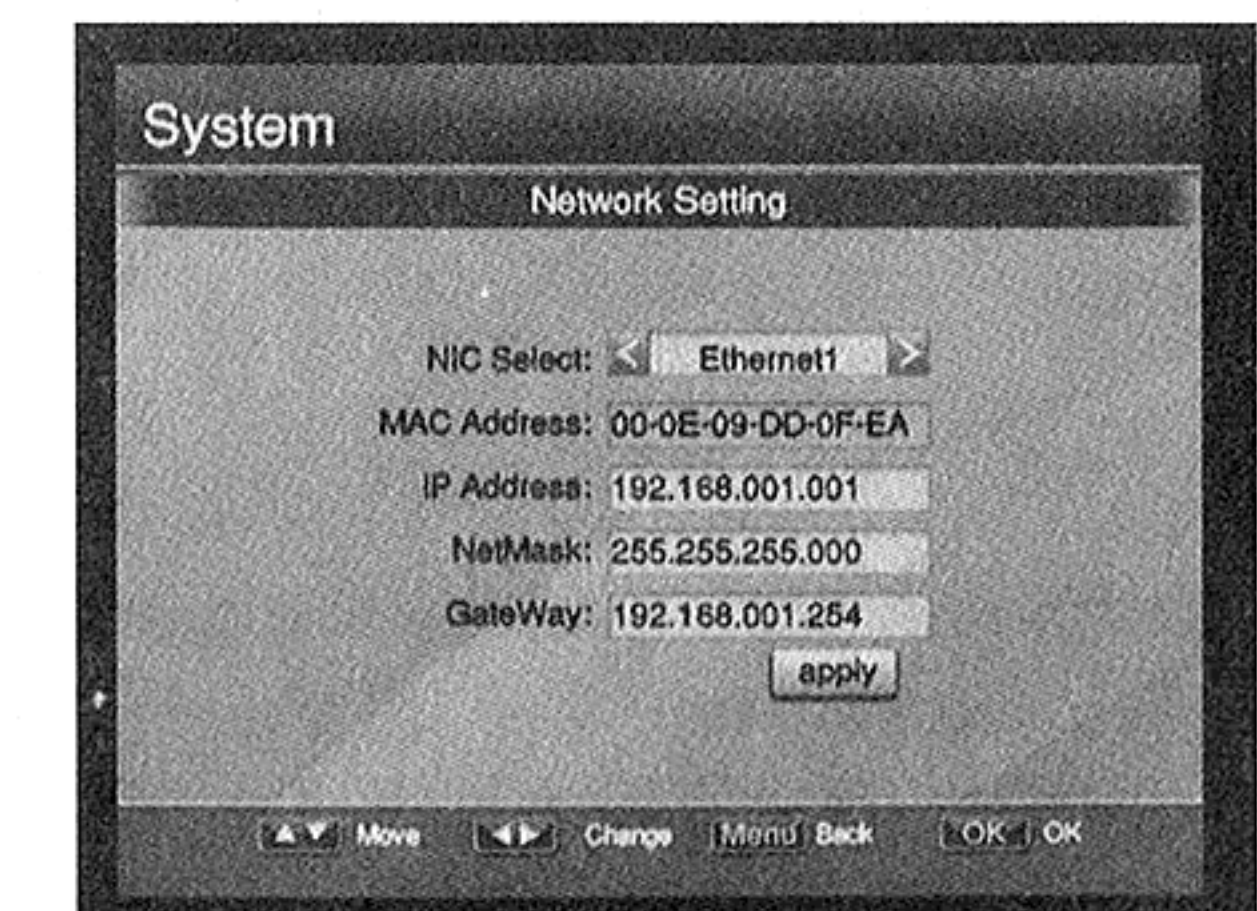 System
Network Setting
NIC Select: < Ethernet1 >
MAC Address: 00-0E-09-DD-0F-EA
IP Address: 192.168.001.001
NetMask: 255.255.255.000
GateWay: 192.168.001.254
apply
Move Change Menu Back OK OK